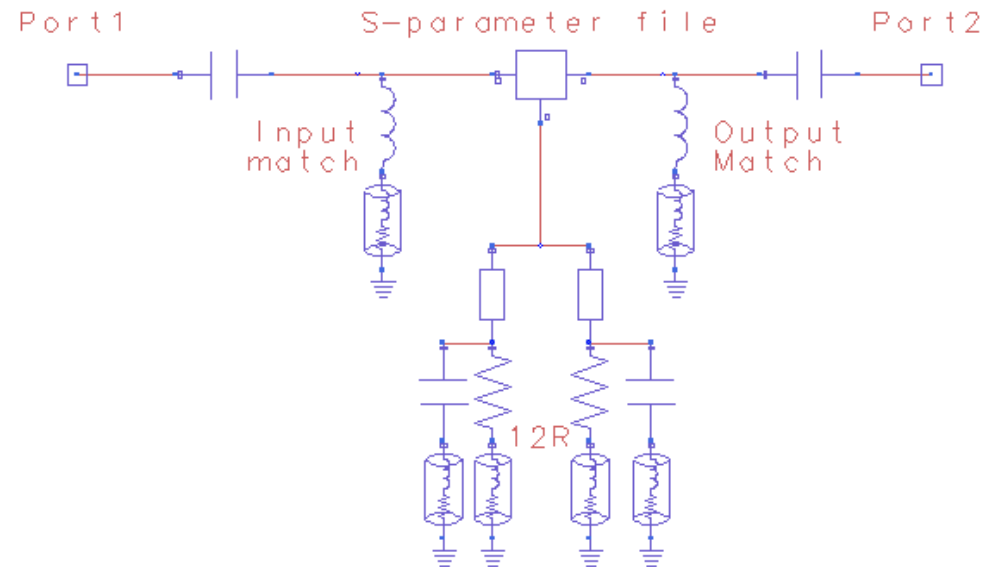 Port1
S-parameter file
Port2
Input
match
Output
Match
12R